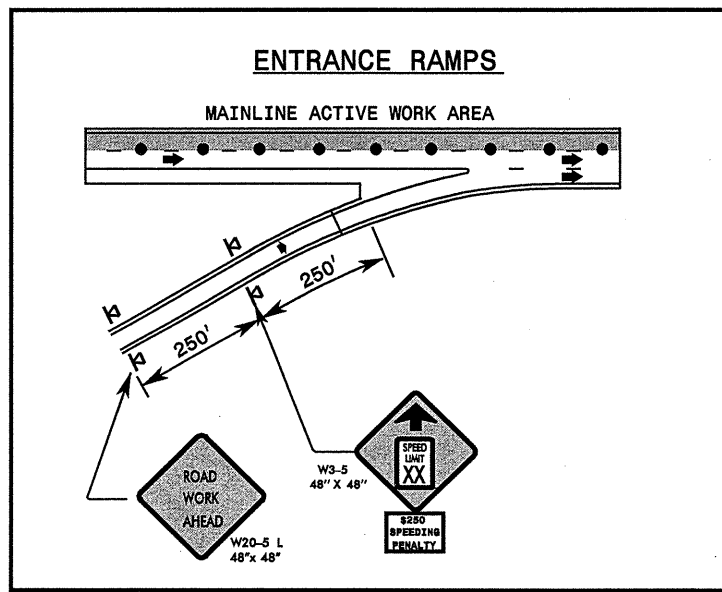 ENTRANCE RAMPS
MAINLINE ACTIVE WORK AREA
250'
250'
ROAD
WORK
AHEAD
W20-5 L
48"x 48"
W3-5
48" X 48"
SPEED
LIMIT
XX
$250
SPEEDING
PENALTY